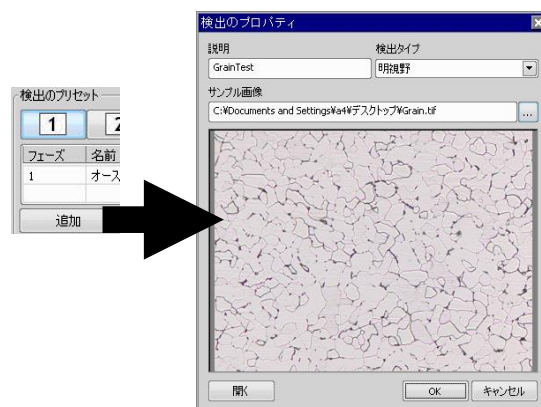 検出のプリセット
1
2
フェーズ 名前
1 オース
追加
検出のプロパティ
説明 検出タイプ
GrainTest 明視野
サンプル画像
C:¥Documents and Settings¥a4¥デスクトップ¥Grain.tif ...
開く OK キャンセル